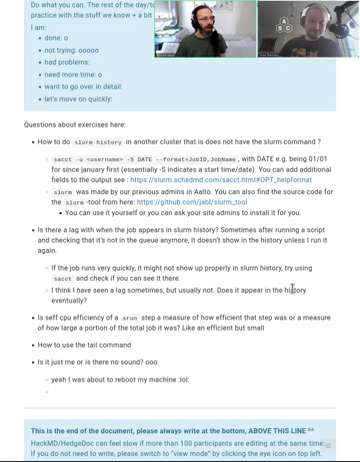 Do what you can. The rest of the day/to
practice with the stuff we know + a bit
I am:
• done: o
• not trying: ooooo
• had problems:
• need more time: o
• want to go over in detail:
• let's move on quickly:
Questions about exercises here:
• How to do slurm history in another cluster that is does not have the slurm command ?
◦ sacct -u <username> -S DATE --format=JobID,JobName , with DATE e.g. being 01/01
for since january first (essentially -S indicates a start time/date). You can add additional
fields to the output see : https://slurm.schedmd.com/sacct.html#OPT_helpformat
◦ slurm was made by our previous admins in Aalto. You can also find the source code for
the slurm -tool from here: https://github.com/jabl/slurm_tool
▪ You can use it yourself or you can ask your site admins to install it for you.
• Is there a lag with when the job appears in slurm history? Sometimes after running a script
and checking that it's not in the queue anymore, it doesn't show in the history unless I run it
again.
◦ If the job runs very quickly, it might not show up properly in slurm history, try using
sacct and check if you can see it there.
◦ I think I have seen a lag sometimes, but usually not. Does it appear in the history
eventually?
• Is seff cpu efficiency of a srun step a measure of how efficient that step was or a measure
of how large a portion of the total job it was? Like an efficient but small
• How to use the tail command
• Is it just me or is there no sound? ooo
◦ yeah I was about to reboot my machine :lol:
This is the end of the document, please always write at the bottom, ABOVE THIS LINE ^^
HackMD/HedgeDoc can feel slow if more than 100 participants are editing at the same time
If you do not need to write, please switch to "view mode" by clicking the eye icon on top left.